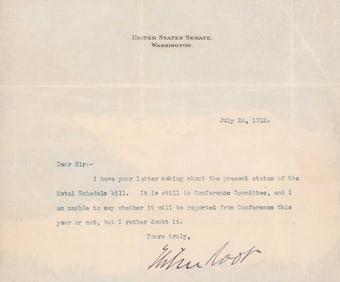 UNITED STATES SENATE.
WASHINGTON.
July 26, 1912.
Dear Sir:-
I have your letter asking about the present status of the
Metal Schedule bill. It is still in Conference Committee, and I
am unable to say whether it will be reported from Conference this
year or not, but I rather doubt it.
Yours truly,
Elihu Root